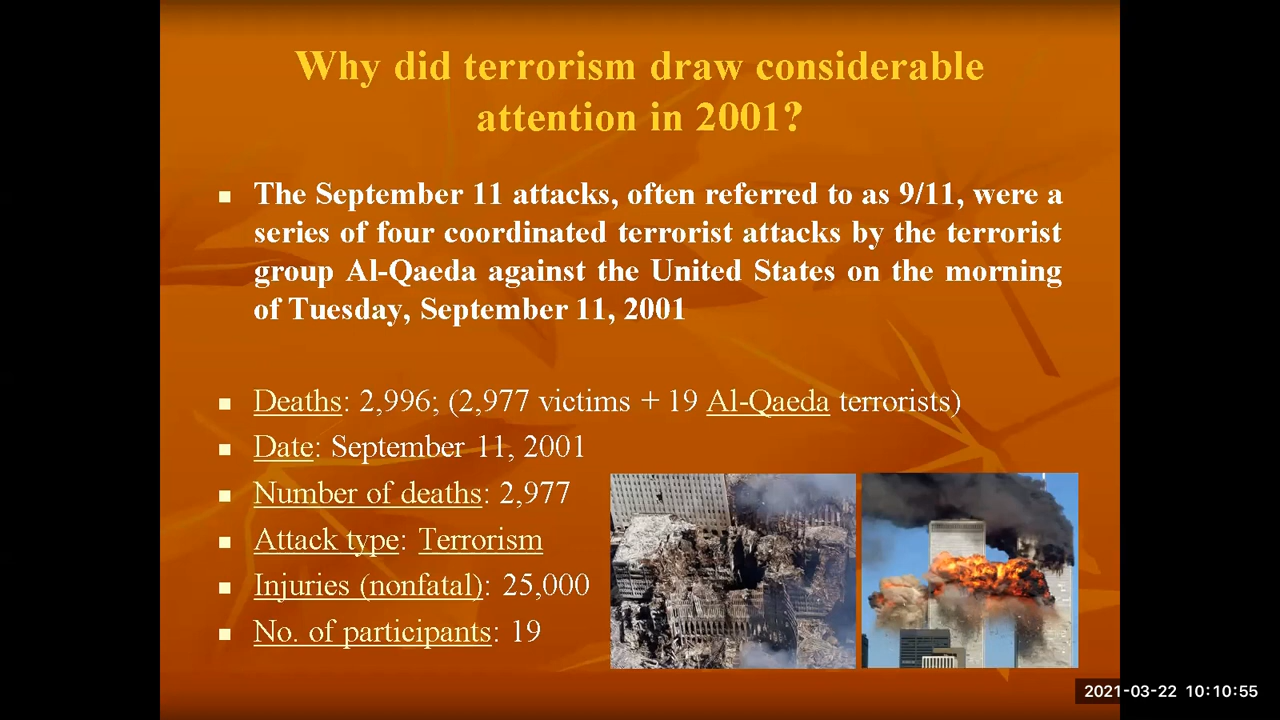 Why did terrorism draw considerable
attention in 2001?
The September 11 attacks, often referred to as 9/11, were a
series of four coordinated terrorist attacks by the terrorist
group Al-Qaeda against the United States on the morning
of Tuesday, September 11, 2001
Deaths: 2,996; (2,977 victims + 19 Al-Qaeda terrorists)
Date: September 11, 2001
Number of deaths: 2,977
Attack type: Terrorism
Injuries (nonfatal): 25,000
No. of participants: 19
2021-03-22 10:10:55